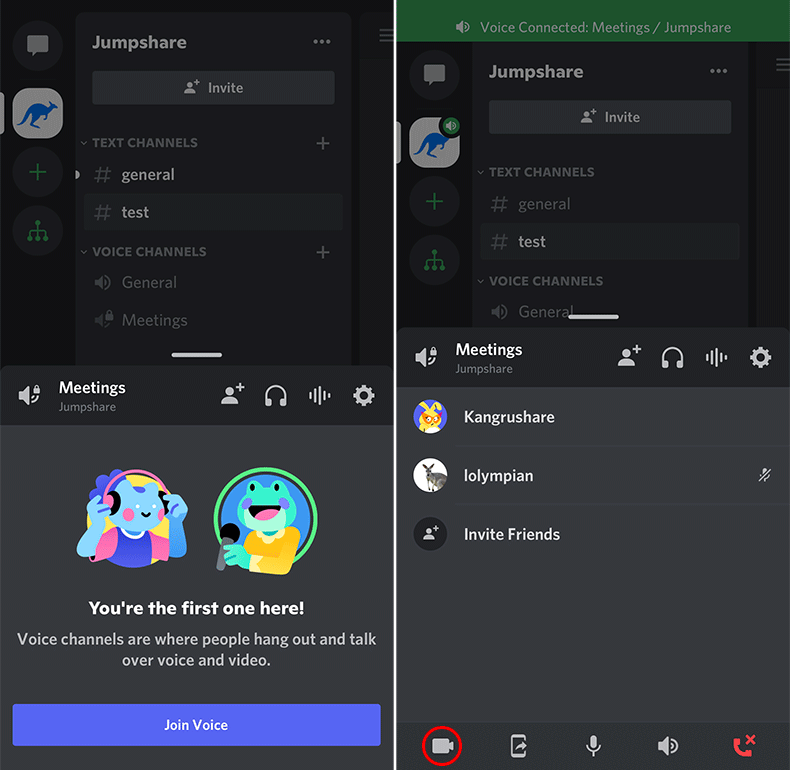 Jumpshare
Invite
TEXT CHANNELS
general
test
VOICE CHANNELS
General
Meetings
Meetings
Jumpshare
You're the first one here!
Voice channels are where people hang out and talk
over voice and video.
Join Voice
Voice Connected: Meetings / Jumpshare
Jumpshare
Invite
TEXT CHANNELS
general
test
VOICE CHANNELS
General
Meetings
Jumpshare
Kangrushare
lolympian
Invite Friends